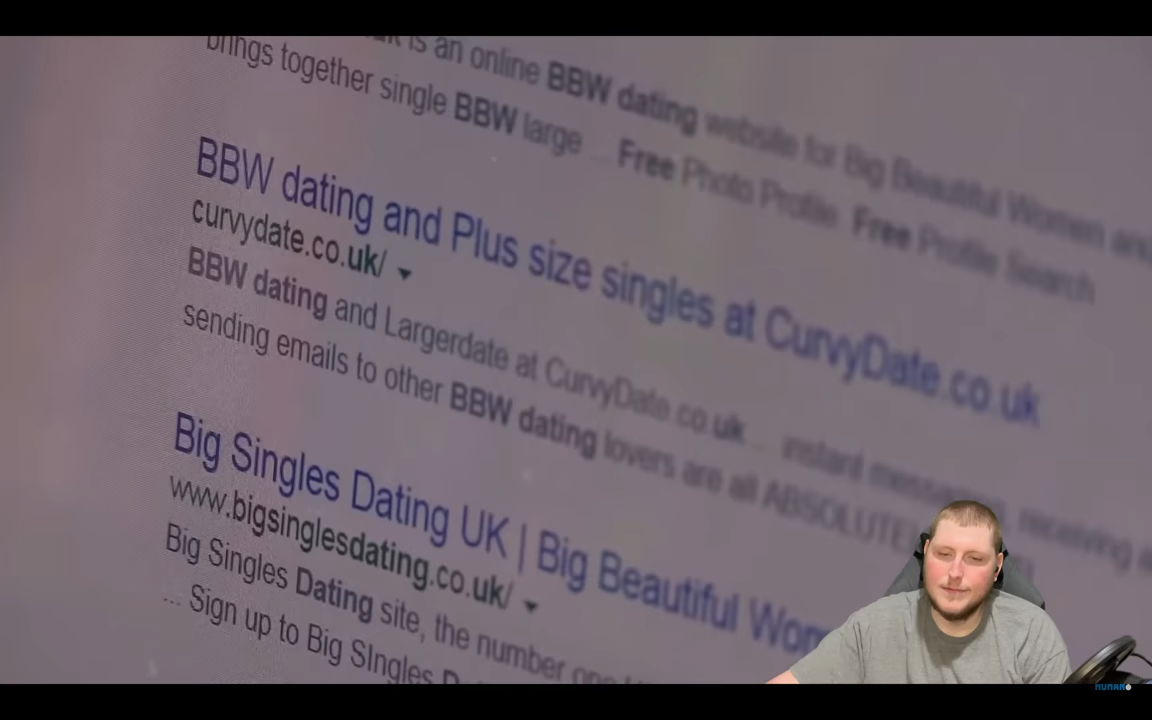 is an online BBW dating website for Big Beautiful Women and
brings together single BBW large ... Free Photo Profile. Free Profile Search
BBW dating and Plus size singles at CurvyDate.co.uk
curvydate.co.uk/
BBW dating and Largerdate at CurvyDate.co.uk ... instant messages, receiving
sending emails to other BBW dating lovers are all
Big Singles Dating UK | Big Beautiful
www.bigsinglesdating.co.uk/
Big Singles Dating site, the number
... Sign up to Big SIngles